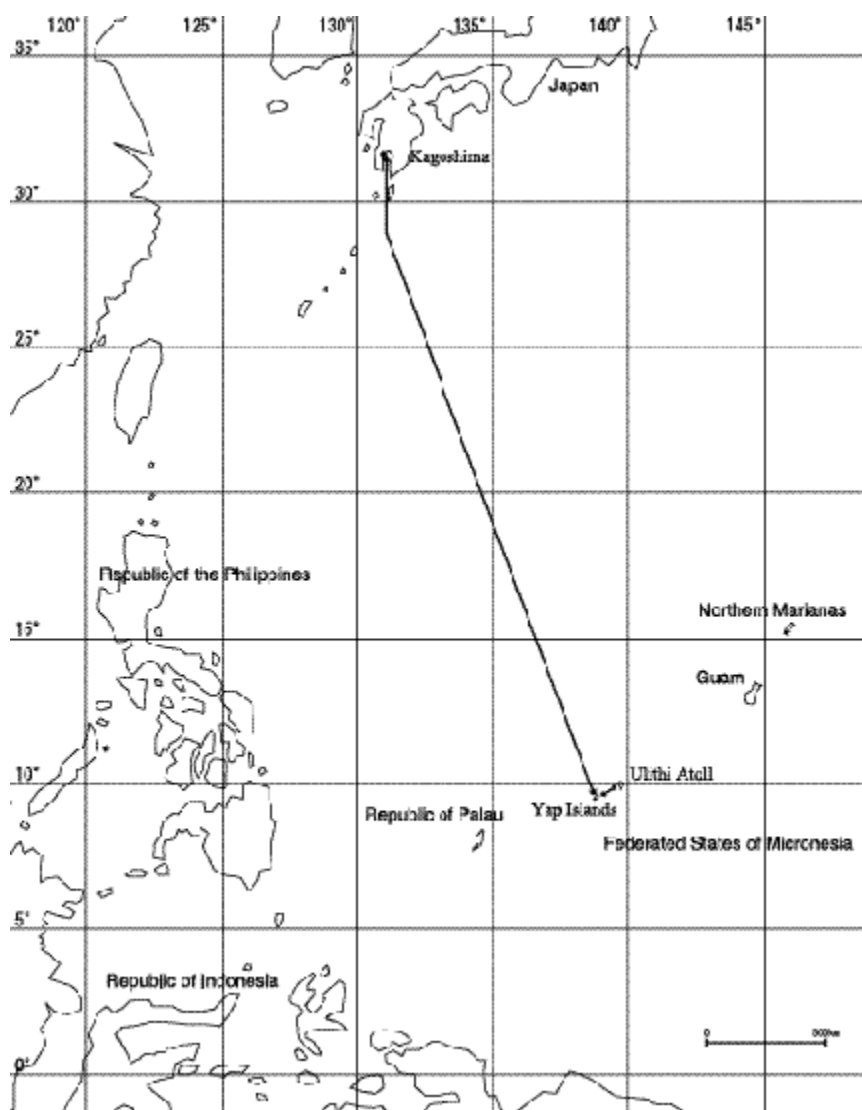 120° 130° 135° 140° 145°
35°
Japan
Kagoshima
30°
25°
20°
Republic of the Philippines
Northern Marianas
15°
Guam
10°
Ulithi Atoll
Republic of Palau
Yap Islands
Federated States of Micronesia
5°
Republic of Indonesia
0
0°